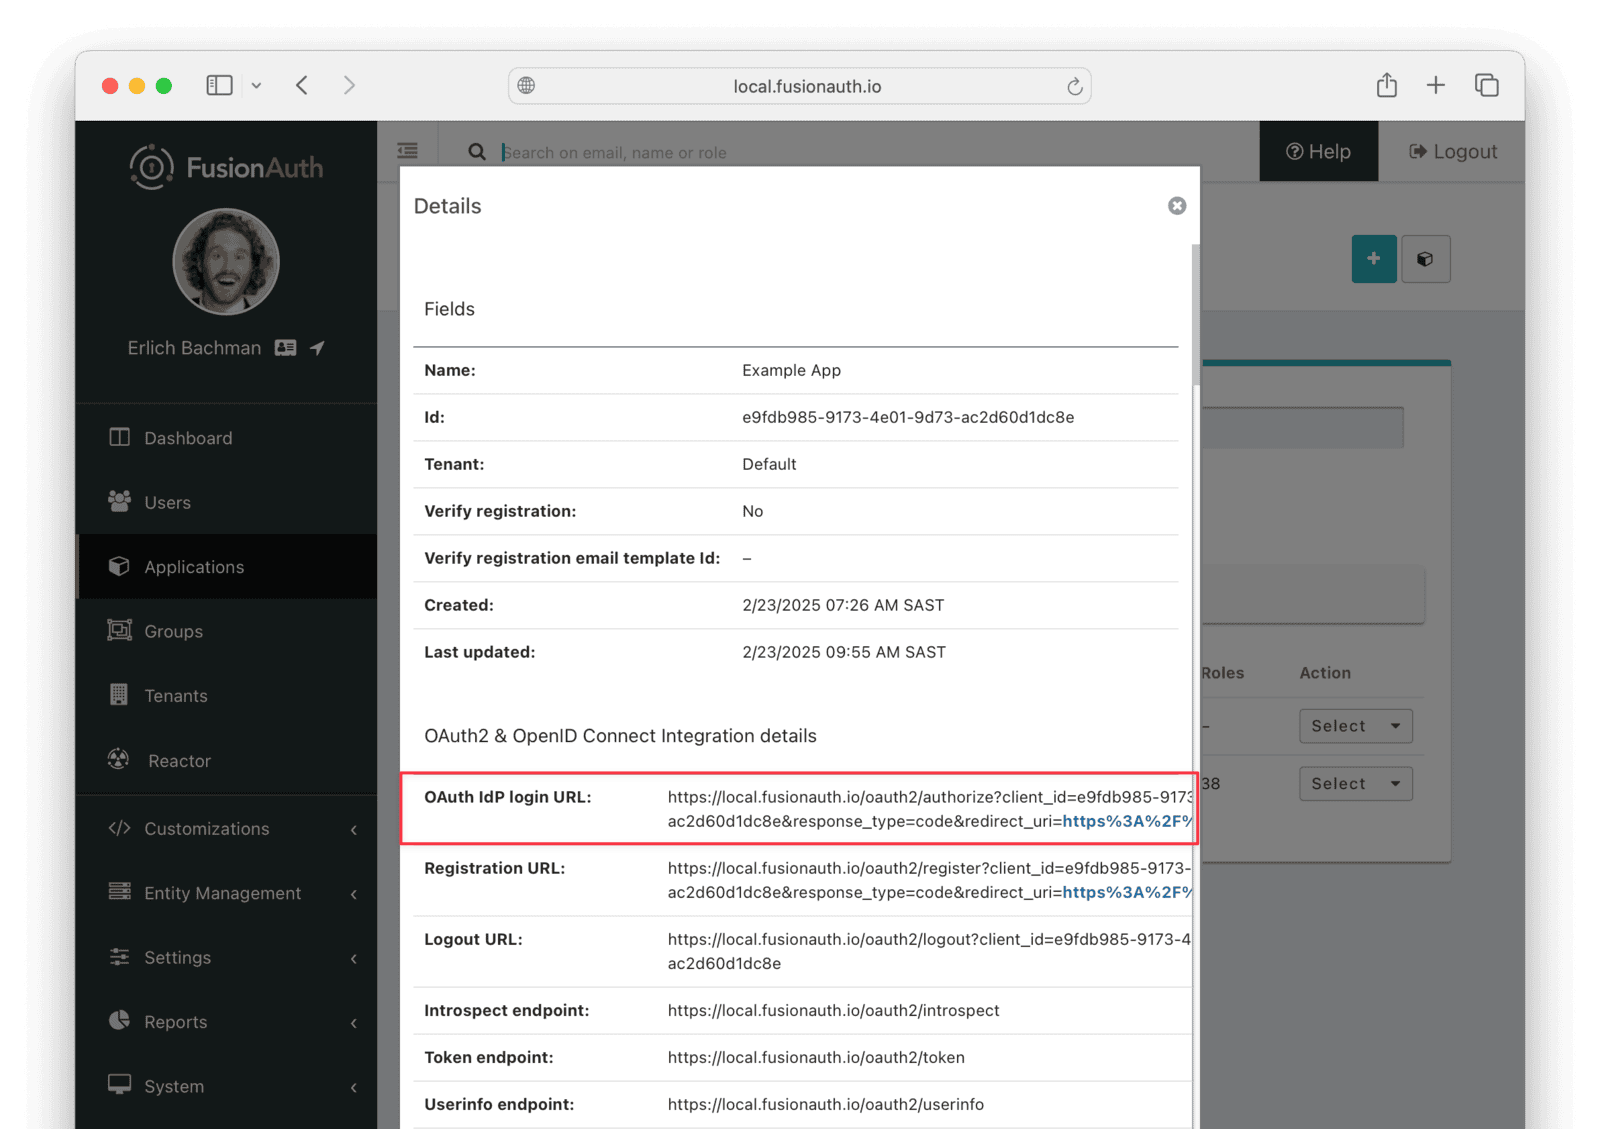 local.fusionauth.io
FusionAuth
Search on email, name or role
Help
Logout
Erlich Bachman
Dashboard
Users
Applications
Groups
Tenants
Reactor
Customizations
Entity Management
Settings
Reports
System
Details
Fields
Name: Example App
Id: e9fdb985-9173-4e01-9d73-ac2d60d1dc8e
Tenant: Default
Verify registration: No
Verify registration email template Id: –
Created: 2/23/2025 07:26 AM SAST
Last updated: 2/23/2025 09:55 AM SAST
OAuth2 & OpenID Connect Integration details
OAuth IdP login URL: https://local.fusionauth.io/oauth2/authorize?client_id=e9fdb985-9173
ac2d60d1dc8e&response_type=code&redirect_uri=https%3A%2F%
Registration URL: https://local.fusionauth.io/oauth2/register?client_id=e9fdb985-9173-
ac2d60d1dc8e&response_type=code&redirect_uri=https%3A%2F%
Logout URL: https://local.fusionauth.io/oauth2/logout?client_id=e9fdb985-9173-4
ac2d60d1dc8e
Introspect endpoint: https://local.fusionauth.io/oauth2/introspect
Token endpoint: https://local.fusionauth.io/oauth2/token
Userinfo endpoint: https://local.fusionauth.io/oauth2/userinfo
Roles Action
– Select
38 Select